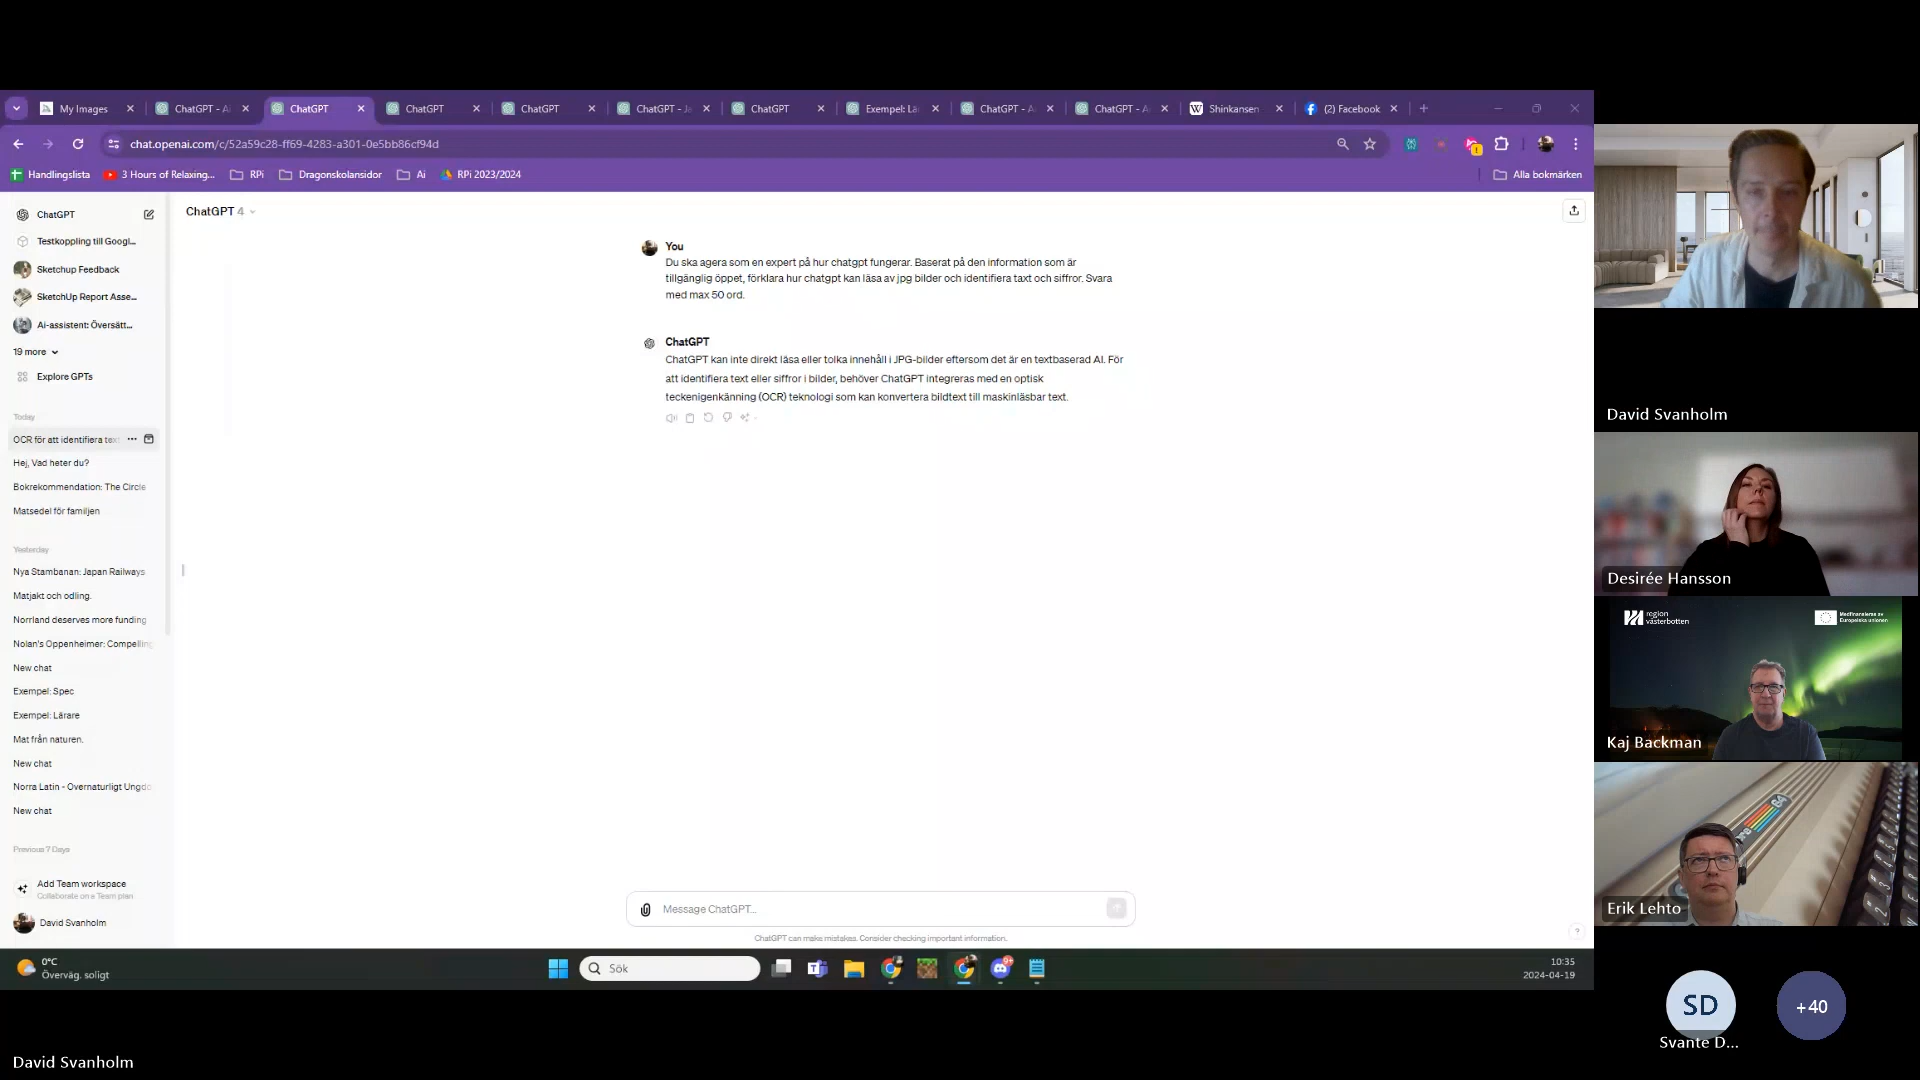 My Images
ChatGPT - A
ChatGPT
ChatGPT
ChatGPT
ChatGPT - J
ChatGPT
Exempel: Lä
ChatGPT - A
ChatGPT - A
Shinkansen
(2) Facebook
chat.openai.com/c/52a59c28-ff69-4283-a301-0e5bb86cf94d
Handlingslista
3 Hours of Relaxing...
RPi
Dragonskolansidor
Ai
RPi 2023/2024
Alla bokmärken
ChatGPT
Testkoppling till Googl...
Sketchup Feedback
SketchUp Report Asse...
Ai-assistent: Översätt...
19 more
Explore GPTs
Today
OCR för att identifiera tex
Hej, Vad heter du?
Bokrekommendation: The Circle
Matsedel för familjen
Yesterday
Nya Stambanan: Japan Railways
Matjakt och odling.
Norrland deserves more funding
Nolan's Oppenheimer: Compelling
New chat
Exempel: Spec
Exempel: Lärare
Mat från naturen.
New chat
Norra Latin - Overnaturligt Ungdo
New chat
Previous 7 Days
Add Team workspace
Collaborate on a Team plan
David Svanholm
ChatGPT 4
You
Du ska agera som en expert på hur chatgpt fungerar. Baserat på den information som är
tillgänglig öppet, förklara hur chatgpt kan läsa av jpg bilder och identifiera taxt och siffror. Svara
med max 50 ord.
ChatGPT
ChatGPT kan inte direkt läsa eller tolka innehåll i JPG-bilder eftersom det är en textbaserad AI. För
att identifiera text eller siffror i bilder, behöver ChatGPT integreras med en optisk
teckenigenkänning (OCR) teknologi som kan konvertera bildtext till maskinläsbar text.
Message ChatGPT...
ChatGPT can make mistakes. Consider checking important information.
?
0°C
Överväg. soligt
Sök
10:35
2024-04-19
David Svanholm
David Svanholm
Desirée Hansson
region
västerbotten
Medfinansieras av
Europeiska unionen
Kaj Backman
64
Erik Lehto
SD
Svante D...
+40